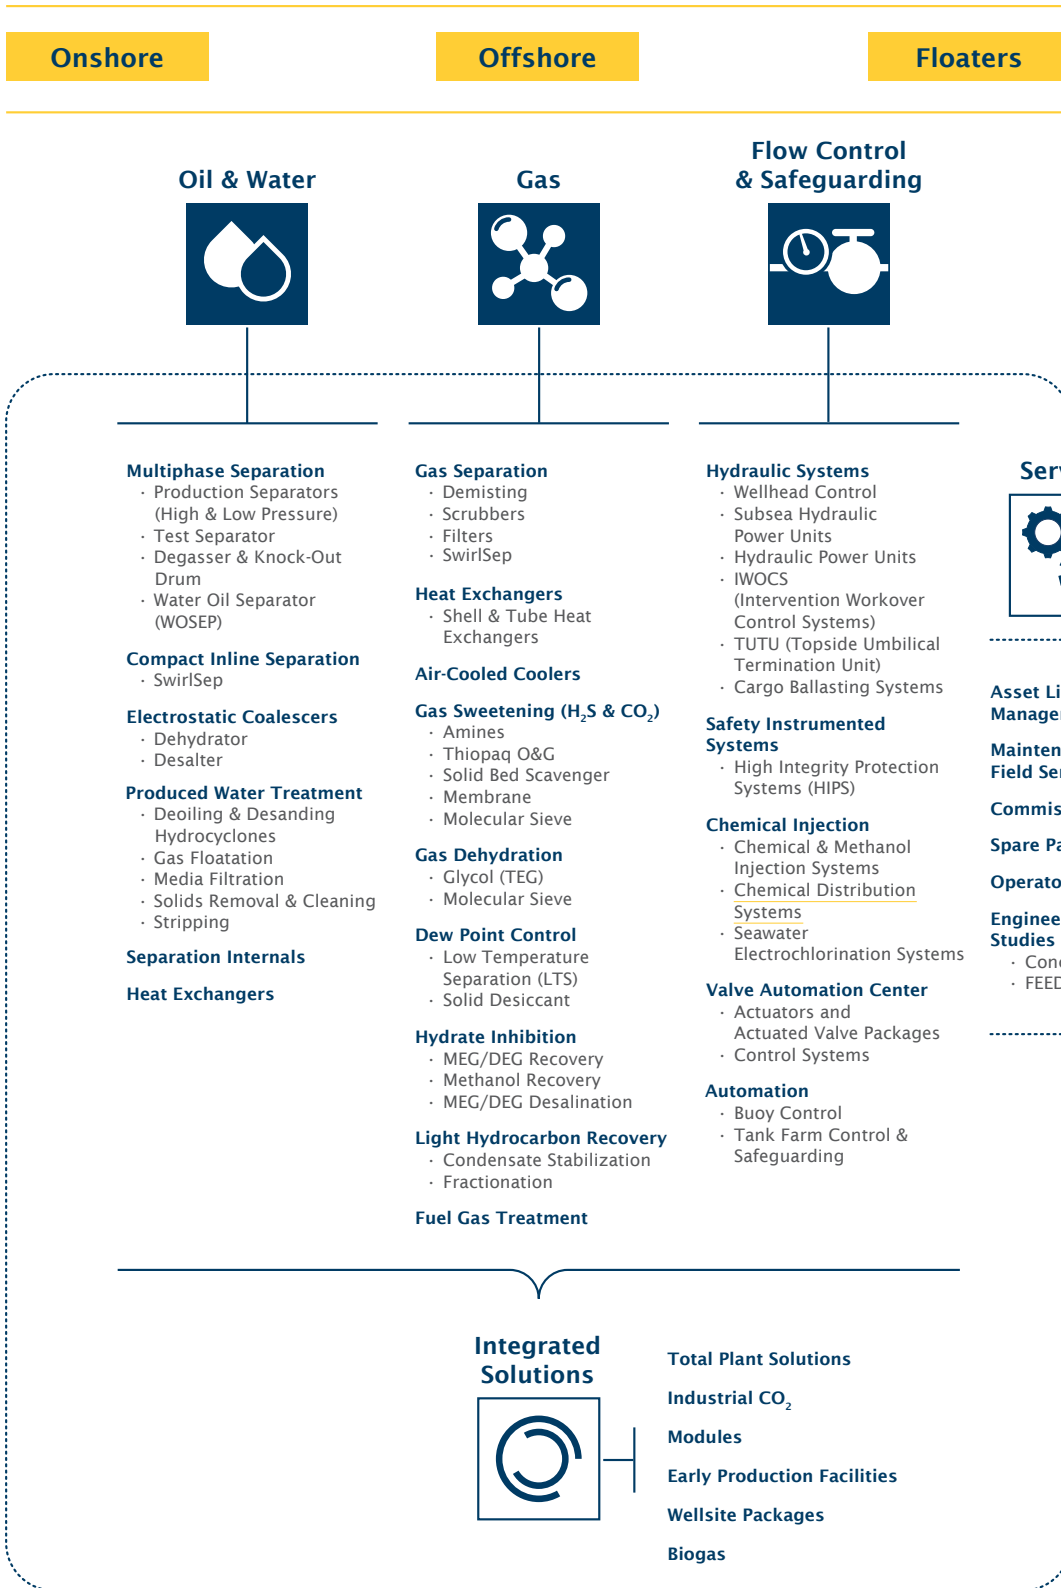 Onshore
Offshore
Floaters
Oil & Water
Gas
Flow Control
& Safeguarding
Multiphase Separation
· Production Separators
(High & Low Pressure)
· Test Separator
· Degasser & Knock-Out
Drum
· Water Oil Separator
(WOSEP)
Compact Inline Separation
· SwirlSep
Electrostatic Coalescers
· Dehydrator
· Desalter
Produced Water Treatment
· Deoiling & Desanding
Hydrocyclones
· Gas Floatation
· Media Filtration
· Solids Removal & Cleaning
· Stripping
Separation Internals
Heat Exchangers
Gas Separation
· Demisting
· Scrubbers
· Filters
· SwirlSep
Heat Exchangers
· Shell & Tube Heat
Exchangers
Air-Cooled Coolers
Gas Sweetening (H₂S & CO₂)
· Amines
· Thiopaq O&G
· Solid Bed Scavenger
· Membrane
· Molecular Sieve
Gas Dehydration
· Glycol (TEG)
· Molecular Sieve
Dew Point Control
· Low Temperature
Separation (LTS)
· Solid Desiccant
Hydrate Inhibition
· MEG/DEG Recovery
· Methanol Recovery
· MEG/DEG Desalination
Light Hydrocarbon Recovery
· Condensate Stabilization
· Fractionation
Fuel Gas Treatment
Hydraulic Systems
· Wellhead Control
· Subsea Hydraulic
Power Units
· Hydraulic Power Units
· IWOCS
(Intervention Workover
Control Systems)
· TUTU (Topside Umbilical
Termination Unit)
· Cargo Ballasting Systems
Safety Instrumented
Systems
· High Integrity Protection
Systems (HIPS)
Chemical Injection
· Chemical & Methanol
Injection Systems
· Chemical Distribution
Systems
· Seawater
Electrochlorination Systems
Valve Automation Center
· Actuators and
Actuated Valve Packages
· Control Systems
Automation
· Buoy Control
· Tank Farm Control &
Safeguarding
Asset
Spare
Studies
· FEED
Integrated
Solutions
Total Plant Solutions
Industrial CO₂
Modules
Early Production Facilities
Wellsite Packages
Biogas